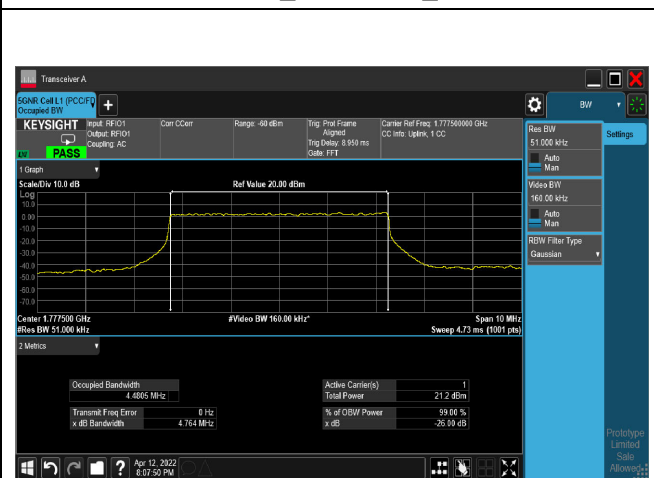 Transceiver A
5GNR Cell L1 (PCC/FD
Occupied BW
BW
KEYSIGHT
Input: RFIO1
Output: RFIO1
Coupling: AC
Corr CCorr
Range: -60 dBm
Trig: Prot Frame
Aligned
Trig Delay: 8.950 ms
Gate: FFT
Carrier Ref Freq: 1.777500000 GHz
CC Info: Uplink, 1 CC
PASS
Res BW
51.000 kHz
Auto
Man
Settings
Video BW
160.00 kHz
Auto
Man
RBW Filter Type
Gaussian
1 Graph
Scale/Div 10.0 dB
Ref Value 20.00 dBm
Log
10.0
0.00
-10.0
-20.0
-30.0
-40.0
-50.0
-60.0
-70.0
Center 1.777500 GHz
#Video BW 160.00 kHz*
Span 10 MHz
#Res BW 51.000 kHz
Sweep 4.73 ms (1001 pts)
2 Metrics
Occupied Bandwidth
4.4805 MHz
Transmit Freq Error 0 Hz
x dB Bandwidth 4.764 MHz
Active Carrier(s) 1
Total Power 21.2 dBm
% of OBW Power 99.00 %
x dB -26.00 dB
Prototype
Limited
Sale
Allowed
Apr 12, 2022
8:07:50 PM